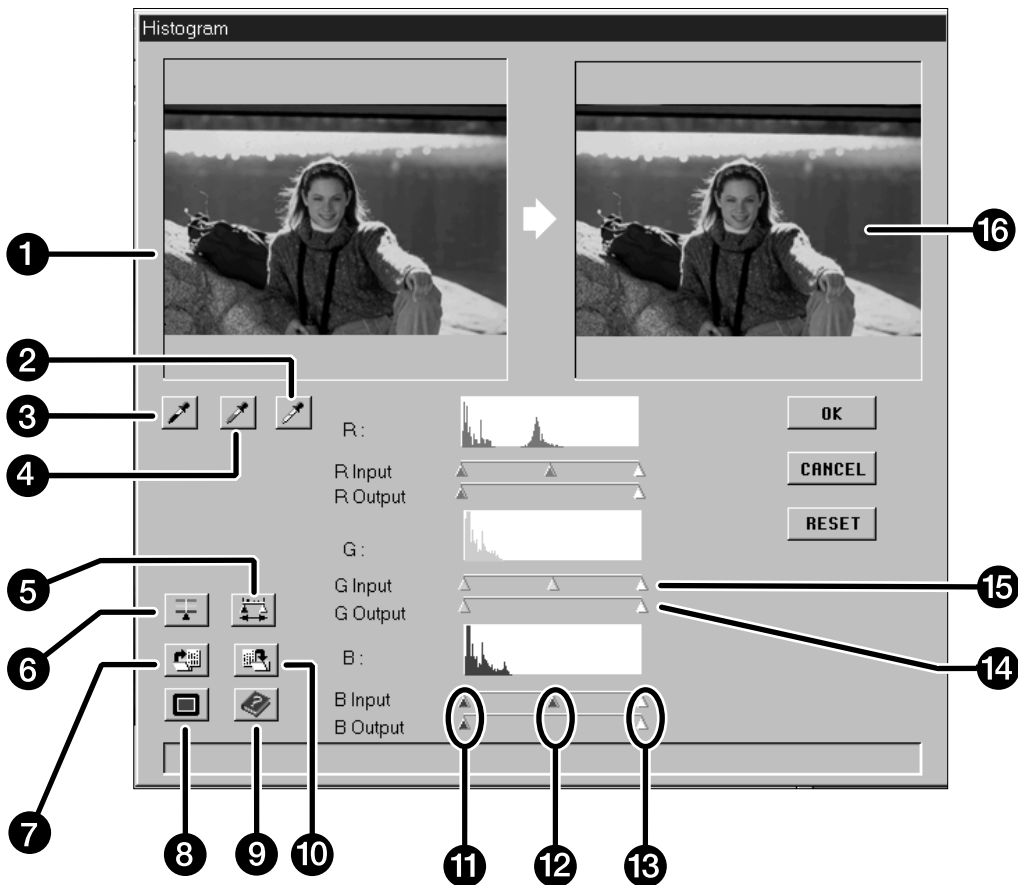 Histogram
1
16
2
3
4
R :
OK
R Input
CANCEL
R Output
RESET
G :
5
G Input
15
G Output
6
B :
14
7
B Input
B Output
8
9
10
11
12
13
?